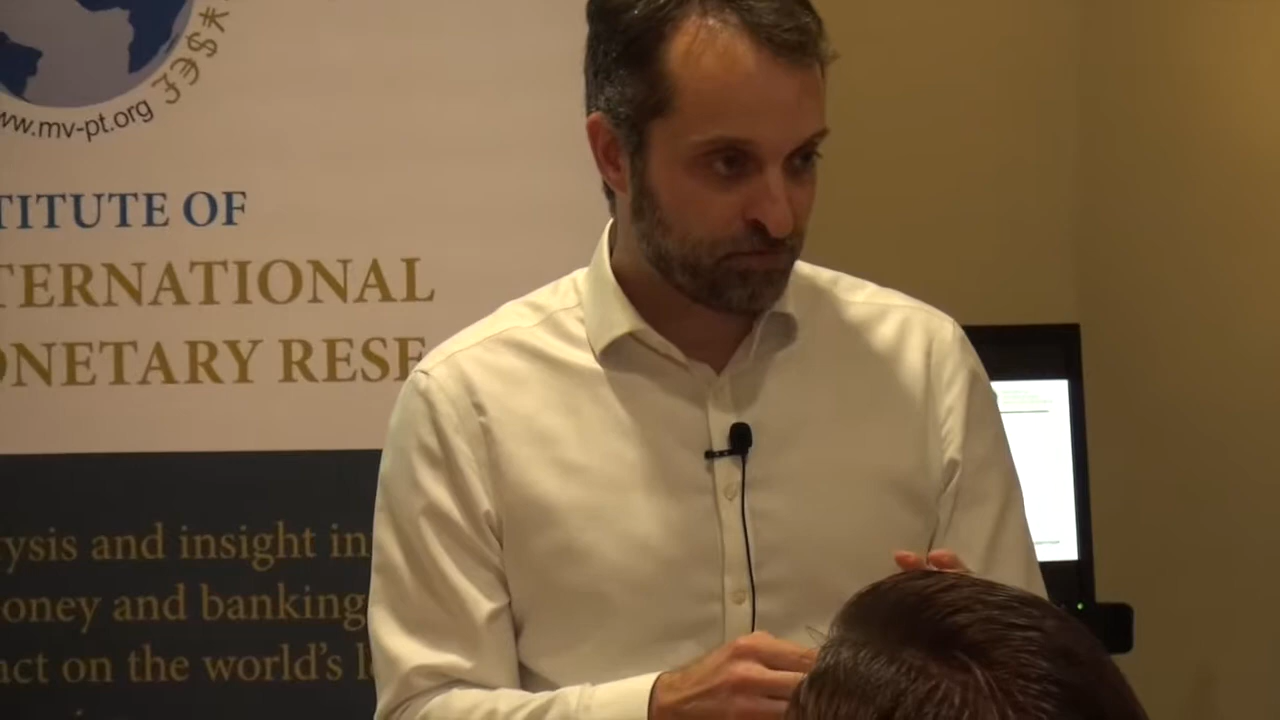 ww.mv-pt.org
TITUTE OF
TERNATIONAL
ONETARY RESE
ysis and insight in
oney and banking
act on the world's l